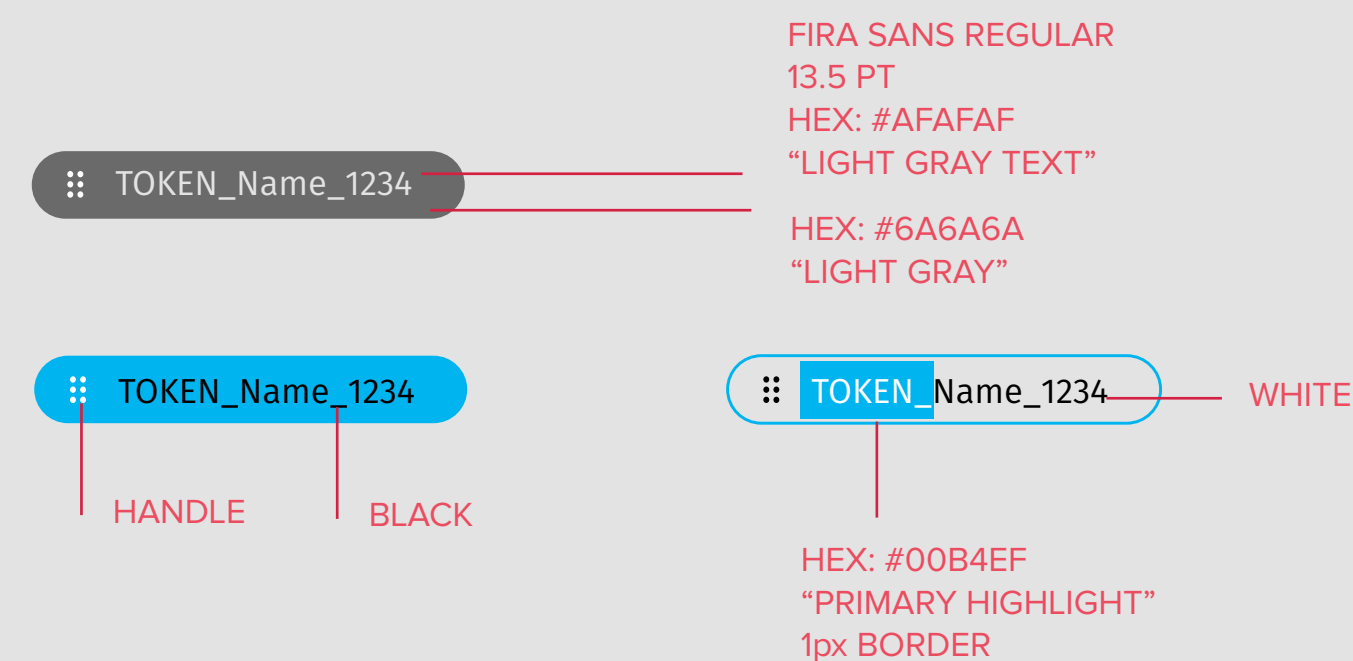 FIRA SANS REGULAR
13.5 PT
HEX: #AFAFAF
“LIGHT GRAY TEXT”
TOKEN_Name_1234
HEX: #6A6A6A
“LIGHT GRAY”
TOKEN_Name_1234
TOKEN_Name_1234
WHITE
HANDLE
BLACK
HEX: #00B4EF
“PRIMARY HIGHLIGHT”
1px BORDER